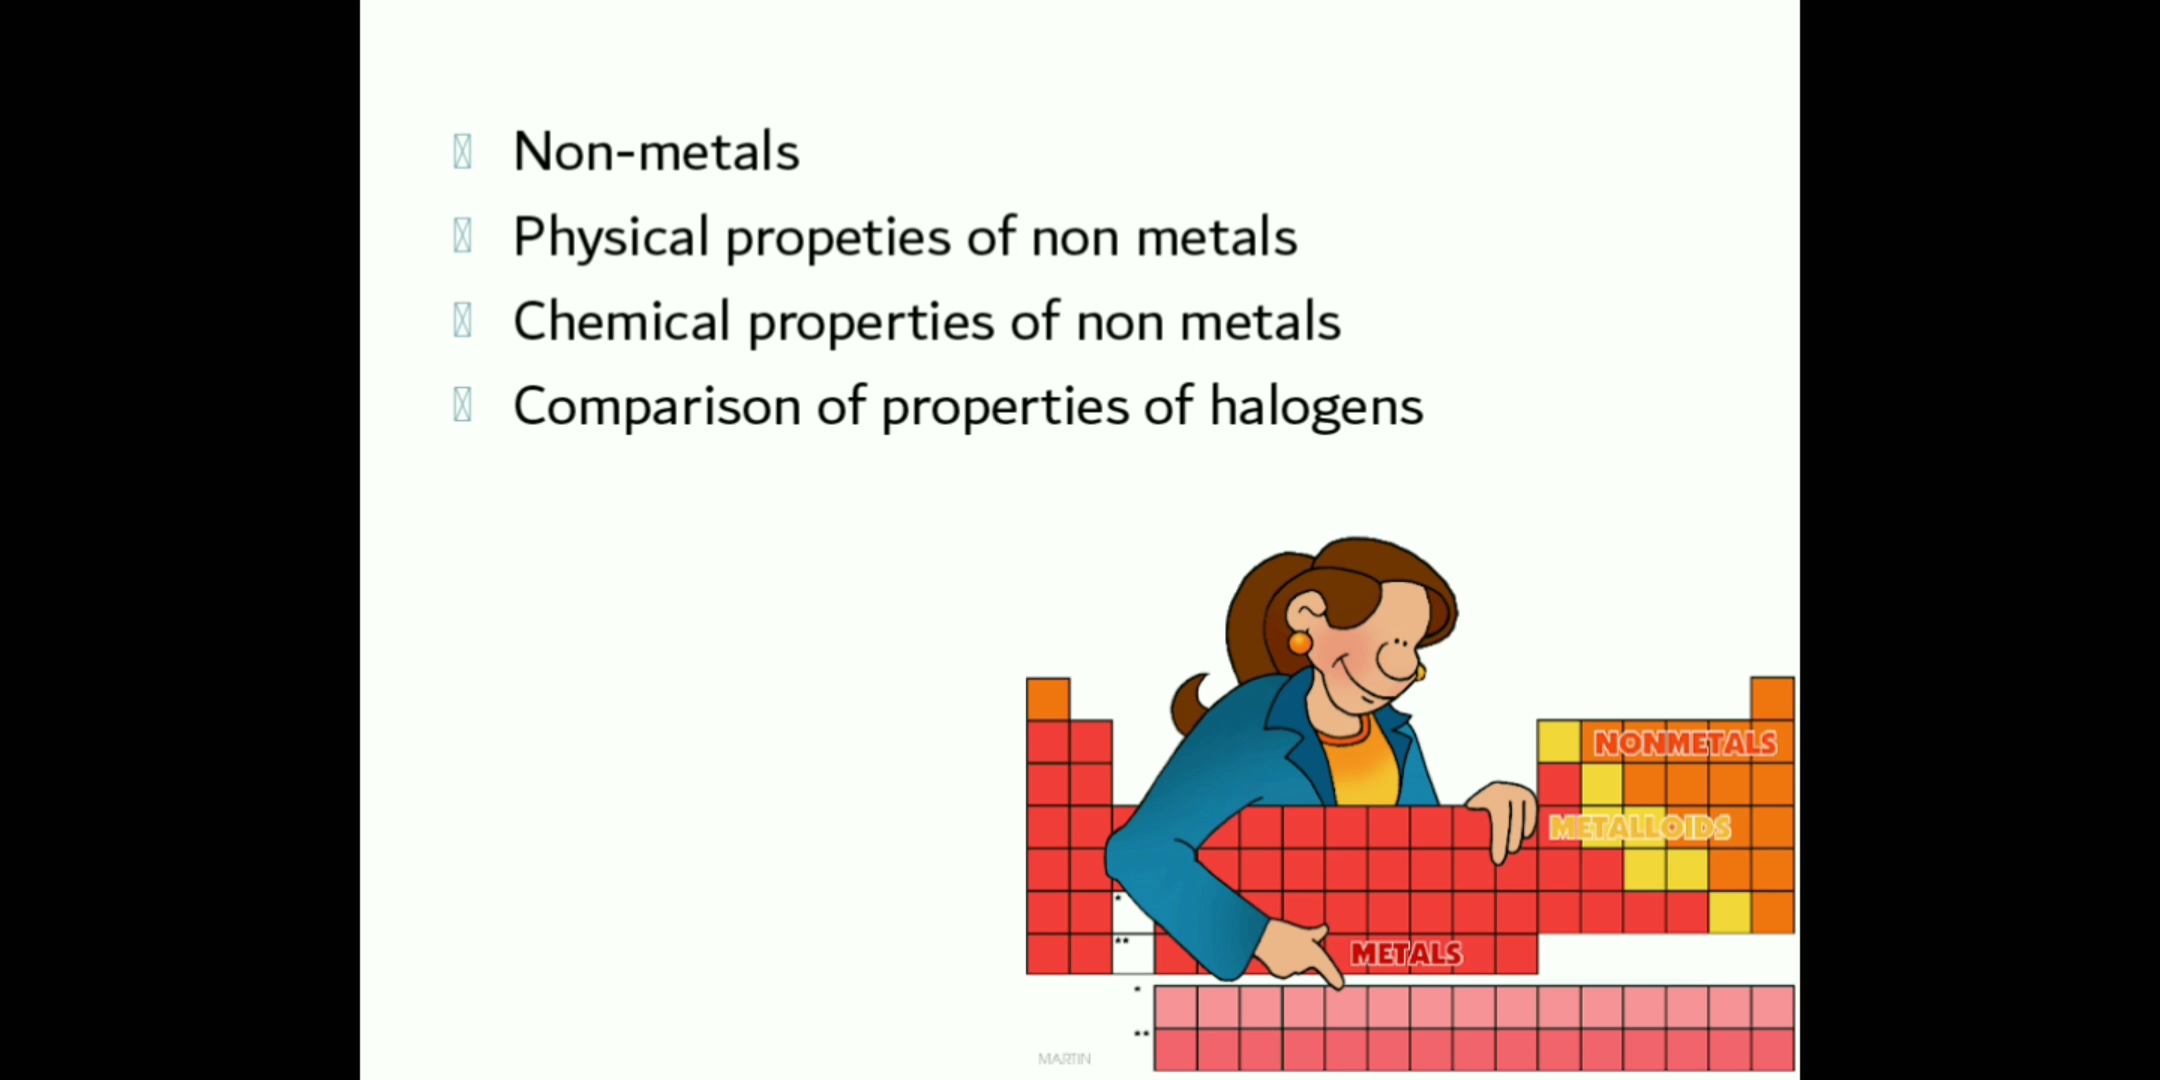 Non-metals
Physical propeties of non metals
Chemical properties of non metals
Comparison of properties of halogens
NONMETALS
METALLOIDS
*
**
METALS
*
**
MARTIN